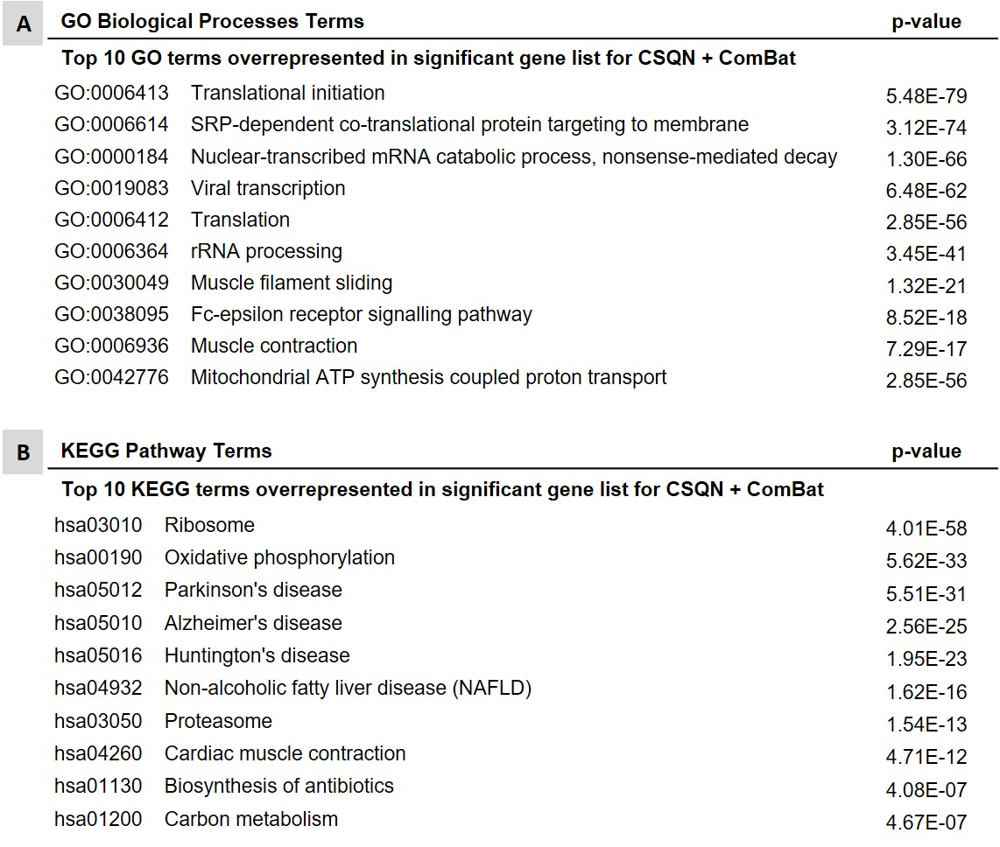 A GO Biological Processes Terms p-value
Top 10 GO terms overrepresented in significant gene list for CSQN + ComBat
GO:0006413 Translational initiation 5.48E-79
GO:0006614 SRP-dependent co-translational protein targeting to membrane 3.12E-74
GO:0000184 Nuclear-transcribed mRNA catabolic process, nonsense-mediated decay 1.30E-66
GO:0019083 Viral transcription 6.48E-62
GO:0006412 Translation 2.85E-56
GO:0006364 rRNA processing 3.45E-41
GO:0030049 Muscle filament sliding 1.32E-21
GO:0038095 Fc-epsilon receptor signalling pathway 8.52E-18
GO:0006936 Muscle contraction 7.29E-17
GO:0042776 Mitochondrial ATP synthesis coupled proton transport 2.85E-56
B KEGG Pathway Terms p-value
Top 10 KEGG terms overrepresented in significant gene list for CSQN + ComBat
hsa03010 Ribosome 4.01E-58
hsa00190 Oxidative phosphorylation 5.62E-33
hsa05012 Parkinson's disease 5.51E-31
hsa05010 Alzheimer's disease 2.56E-25
hsa05016 Huntington's disease 1.95E-23
hsa04932 Non-alcoholic fatty liver disease (NAFLD) 1.62E-16
hsa03050 Proteasome 1.54E-13
hsa04260 Cardiac muscle contraction 4.71E-12
hsa01130 Biosynthesis of antibiotics 4.08E-07
hsa01200 Carbon metabolism 4.67E-07